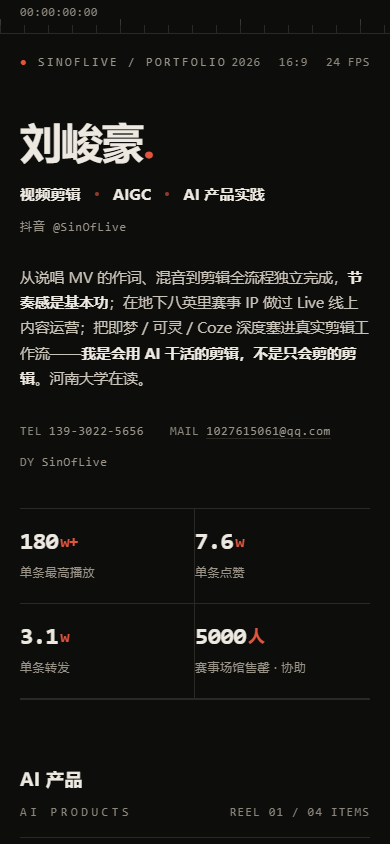 00:00:00:00
● SINOFLIVE / PORTFOLIO 2026 16:9 24 FPS
刘峻豪.
视频剪辑 • AIGC • AI 产品实践
抖音 @SinOfLive
从说唱 MV 的作词、混音到剪辑全流程独立完成，节
奏感是基本功；在地下八英里赛事 IP 做过 Live 线上
内容运营；把即梦 / 可灵 / Coze 深度塞进真实剪辑工
作流——我是会用 AI 干活的剪辑，不是只会剪的剪
辑。河南大学在读。
TEL 139-3022-5656 MAIL 1027615061@qq.com
DY SinOfLive
180w+ 7.6w
单条最高播放 单条点赞
3.1w 5000人
单条转发 赛事场馆售罄 · 协助
AI 产品
AI PRODUCTS REEL 01 / 04 ITEMS